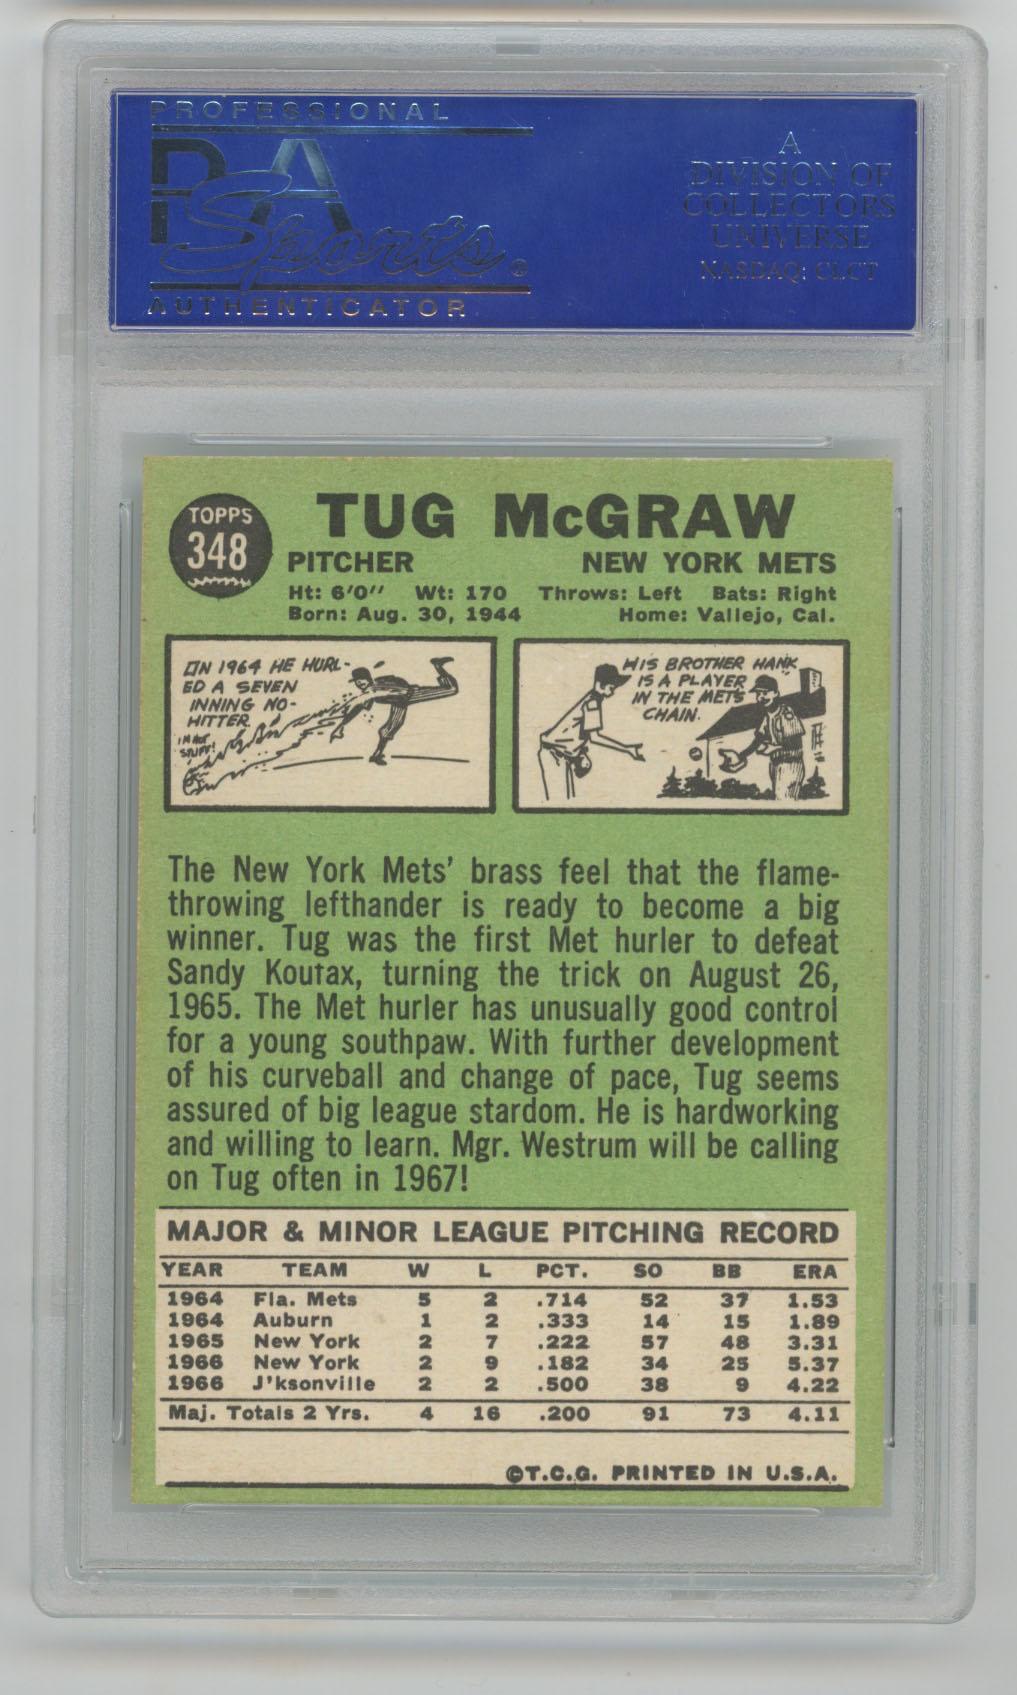 PROFESSIONAL
PSA
Sports
AUTHENTICATOR
A
DIVISION OF
COLLECTORS
UNIVERSE
NASDAQ: CLCT
TOPPS
348
TUG McGRAW
PITCHER NEW YORK METS
Ht: 6'0" Wt: 170 Throws: Left Bats: Right
Born: Aug. 30, 1944 Home: Vallejo, Cal.
IN 1964 HE HURL-
ED A SEVEN
INNING NO-
HITTER.
I'M HOT
STUFF!
HIS BROTHER HANK
IS A PLAYER
IN THE METS
CHAIN.
The New York Mets' brass feel that the flame-
throwing lefthander is ready to become a big
winner. Tug was the first Met hurler to defeat
Sandy Koufax, turning the trick on August 26,
1965. The Met hurler has unusually good control
for a young southpaw. With further development
of his curveball and change of pace, Tug seems
assured of big league stardom. He is hardworking
and willing to learn. Mgr. Westrum will be calling
on Tug often in 1967!
MAJOR & MINOR LEAGUE PITCHING RECORD
YEAR TEAM W L PCT. SO BB ERA
1964 Fla. Mets 5 2 .714 52 37 1.53
1964 Auburn 1 2 .333 14 15 1.89
1965 New York 2 7 .222 57 48 3.31
1966 New York 2 9 .182 34 25 5.37
1966 J'ksonville 2 2 .500 38 9 4.22
Maj. Totals 2 Yrs. 4 16 .200 91 73 4.11
©T.C.G. PRINTED IN U.S.A.